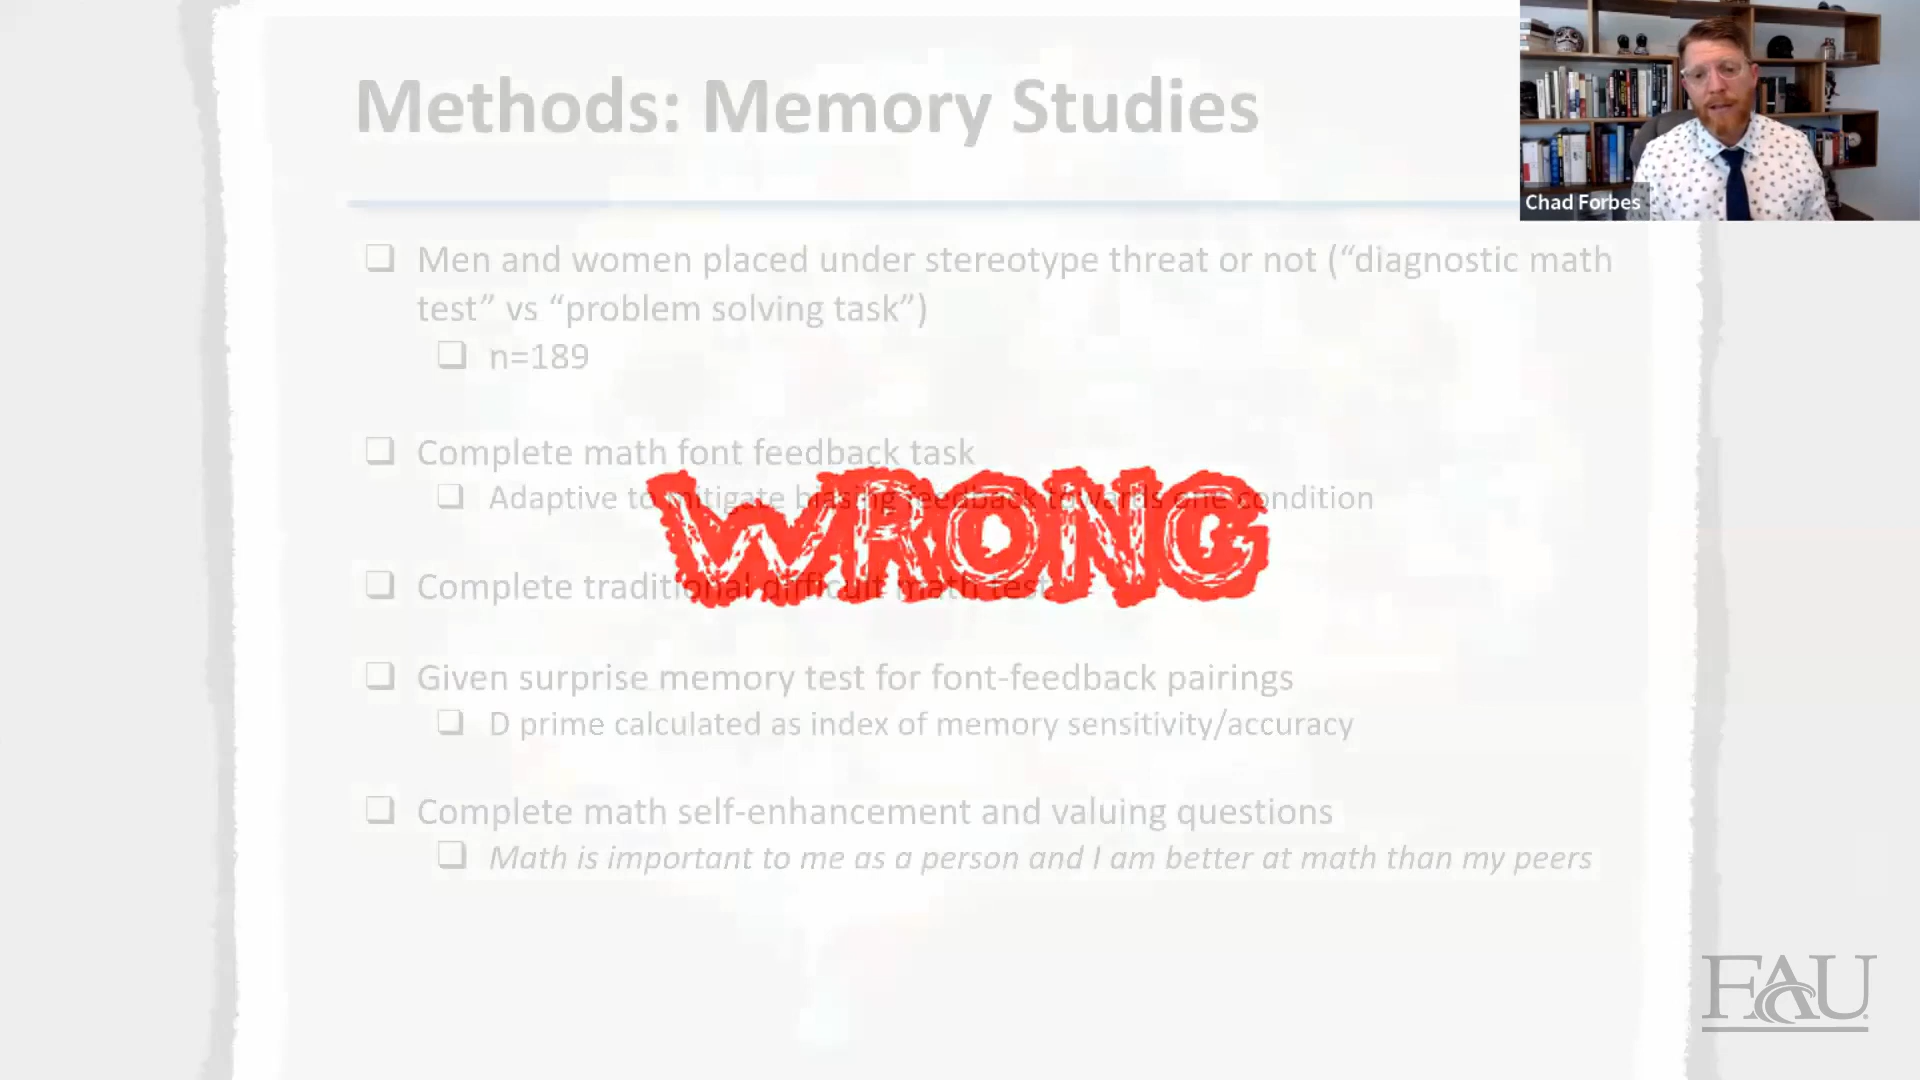 Methods: Memory Studies
Chad Forbes
❑ Men and women placed under stereotype threat or not (“diagnostic math
test” vs “problem solving task”)
❑ n=189
❑ Complete math font feedback task
❑ Adaptive to mitigate biasing feedback towards one condition
WRONG
❑ Complete traditional difficult math test
❑ Given surprise memory test for font-feedback pairings
❑ D prime calculated as index of memory sensitivity/accuracy
❑ Complete math self-enhancement and valuing questions
❑ Math is important to me as a person and I am better at math than my peers
FAU